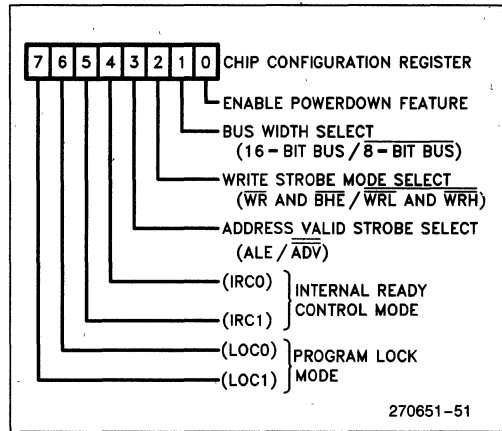 7 6 5 4 3 2 1 0 CHIP CONFIGURATION REGISTER
ENABLE POWERDOWN FEATURE
BUS WIDTH SELECT
(16-BIT BUS / 8-BIT BUS)
WRITE STROBE MODE SELECT
(WR AND BHE / WRL AND WRH)
ADDRESS VALID STROBE SELECT
(ALE / ADV)
(IRC0)
INTERNAL READY
CONTROL MODE
(IRC1)
(LOC0)
PROGRAM LOCK
MODE
(LOC1)
270651-51